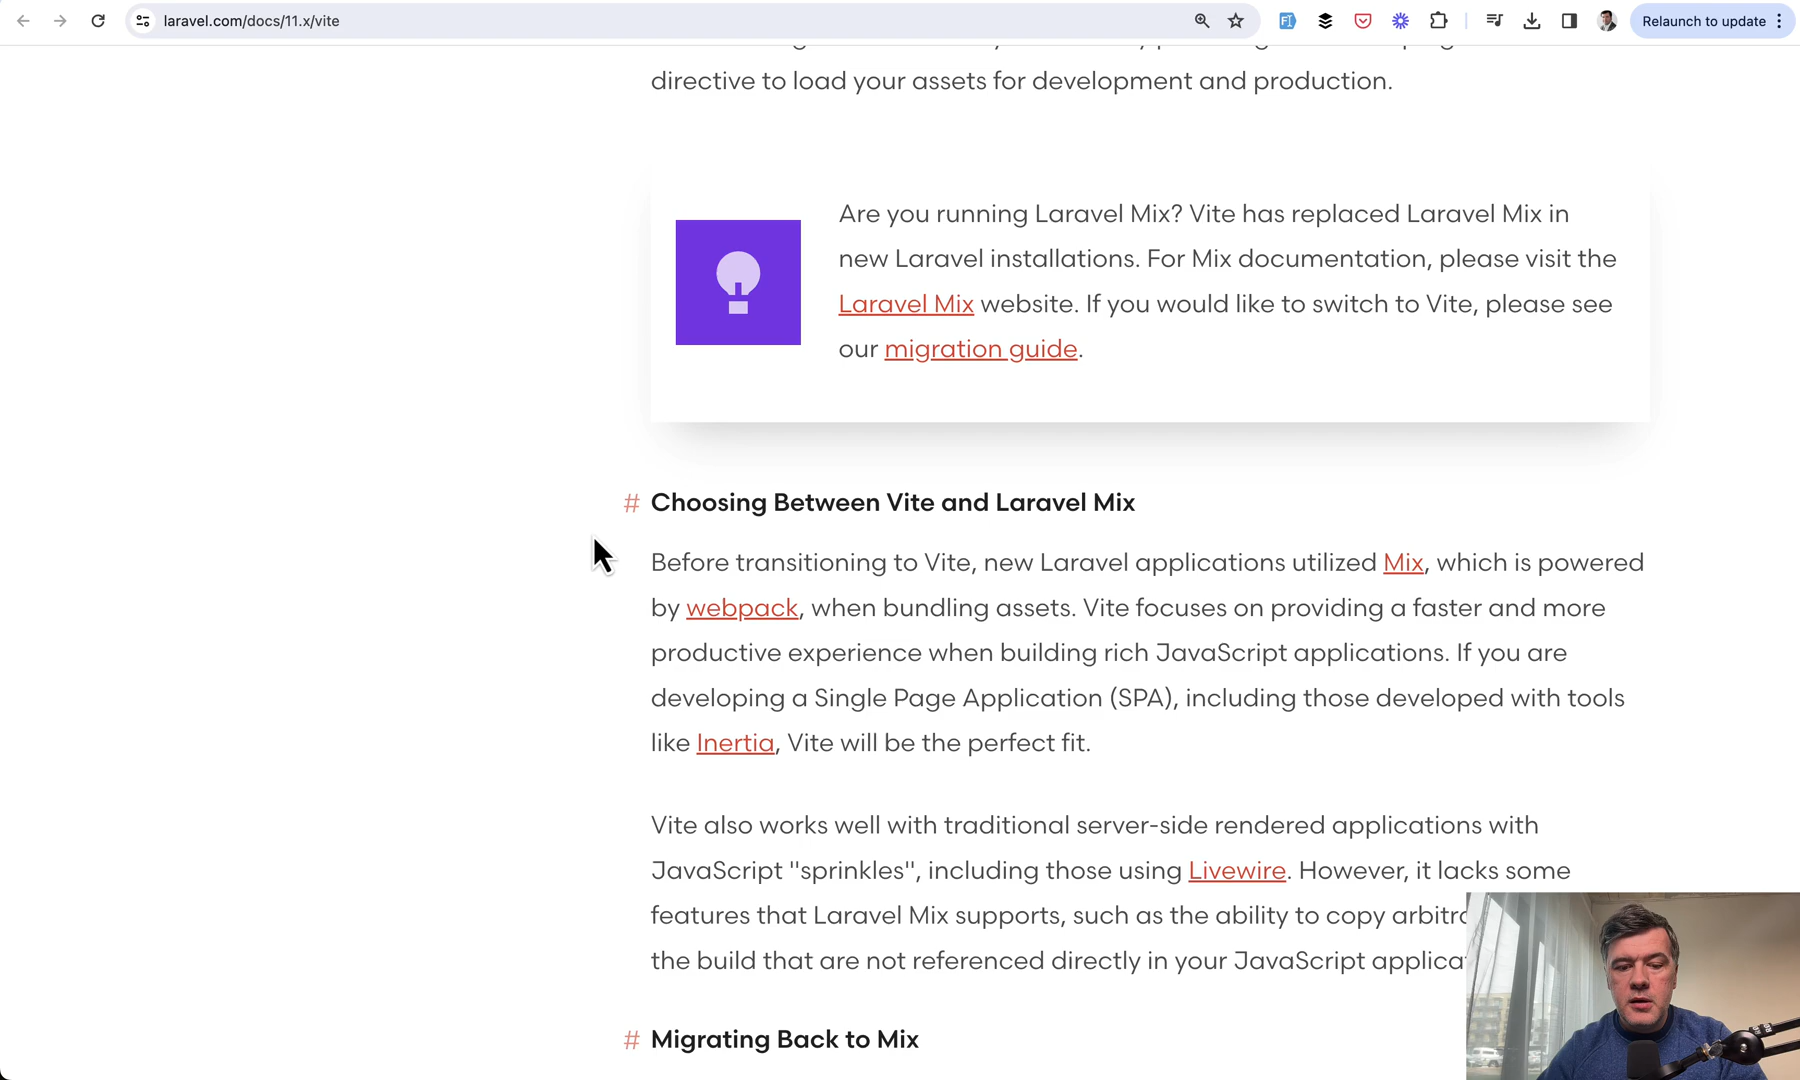 laravel.com/docs/11.x/vite
Relaunch to update
directive to load your assets for development and production.
Are you running Laravel Mix? Vite has replaced Laravel Mix in
new Laravel installations. For Mix documentation, please visit the
Laravel Mix website. If you would like to switch to Vite, please see
our migration guide.
# Choosing Between Vite and Laravel Mix
Before transitioning to Vite, new Laravel applications utilized Mix, which is powered
by webpack, when bundling assets. Vite focuses on providing a faster and more
productive experience when building rich JavaScript applications. If you are
developing a Single Page Application (SPA), including those developed with tools
like Inertia, Vite will be the perfect fit.
Vite also works well with traditional server-side rendered applications with
JavaScript "sprinkles", including those using Livewire. However, it lacks some
features that Laravel Mix supports, such as the ability to copy
the build that are not referenced directly in your JavaScript
# Migrating Back to Mix